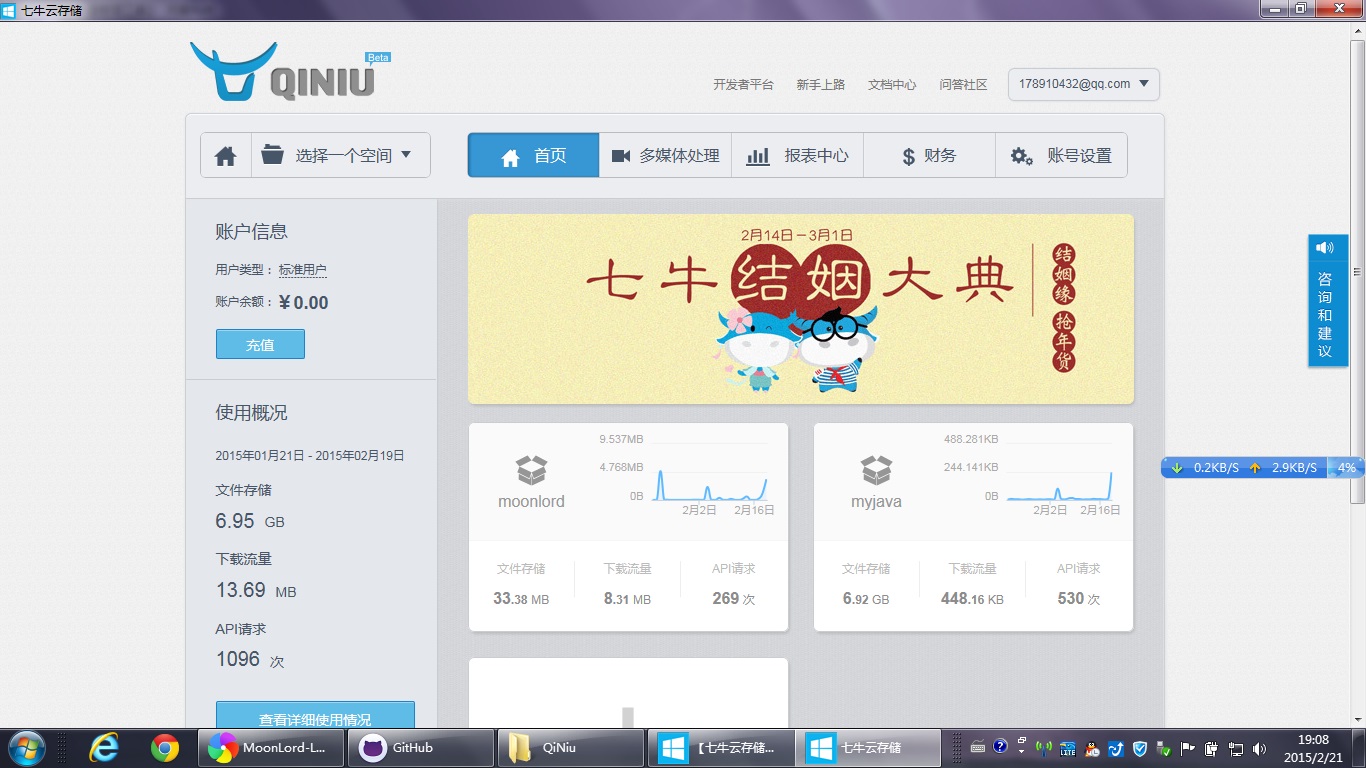 七牛云存储
QINIU
Beta
开发者平台 新手上路 文档中心 问答社区 178910432@qq.com
选择一个空间
首页 多媒体处理 报表中心 财务 账号设置
账户信息
用户类型：标准用户
账户余额：¥ 0.00
充值
使用概况
2015年01月21日 - 2015年02月19日
文件存储
6.95 GB
下载流量
13.69 MB
API请求
1096 次
查看详细使用情况
2月14日－3月1日
七牛结姻大典
结姻缘
抢年货
moonlord
9.537MB
4.768MB
0B
2月2日 2月16日
文件存储 下载流量 API请求
33.38 MB 8.31 MB 269 次
myjava
488.281KB
244.141KB
0B
2月2日 2月16日
文件存储 下载流量 API请求
6.92 GB 448.16 KB 530 次
咨询和建议
0.2KB/S 2.9KB/S 4%
MoonLord-L...
GitHub
QiNiu
【七牛云存储...
七牛云存储
LITE
19:08
2015/2/21